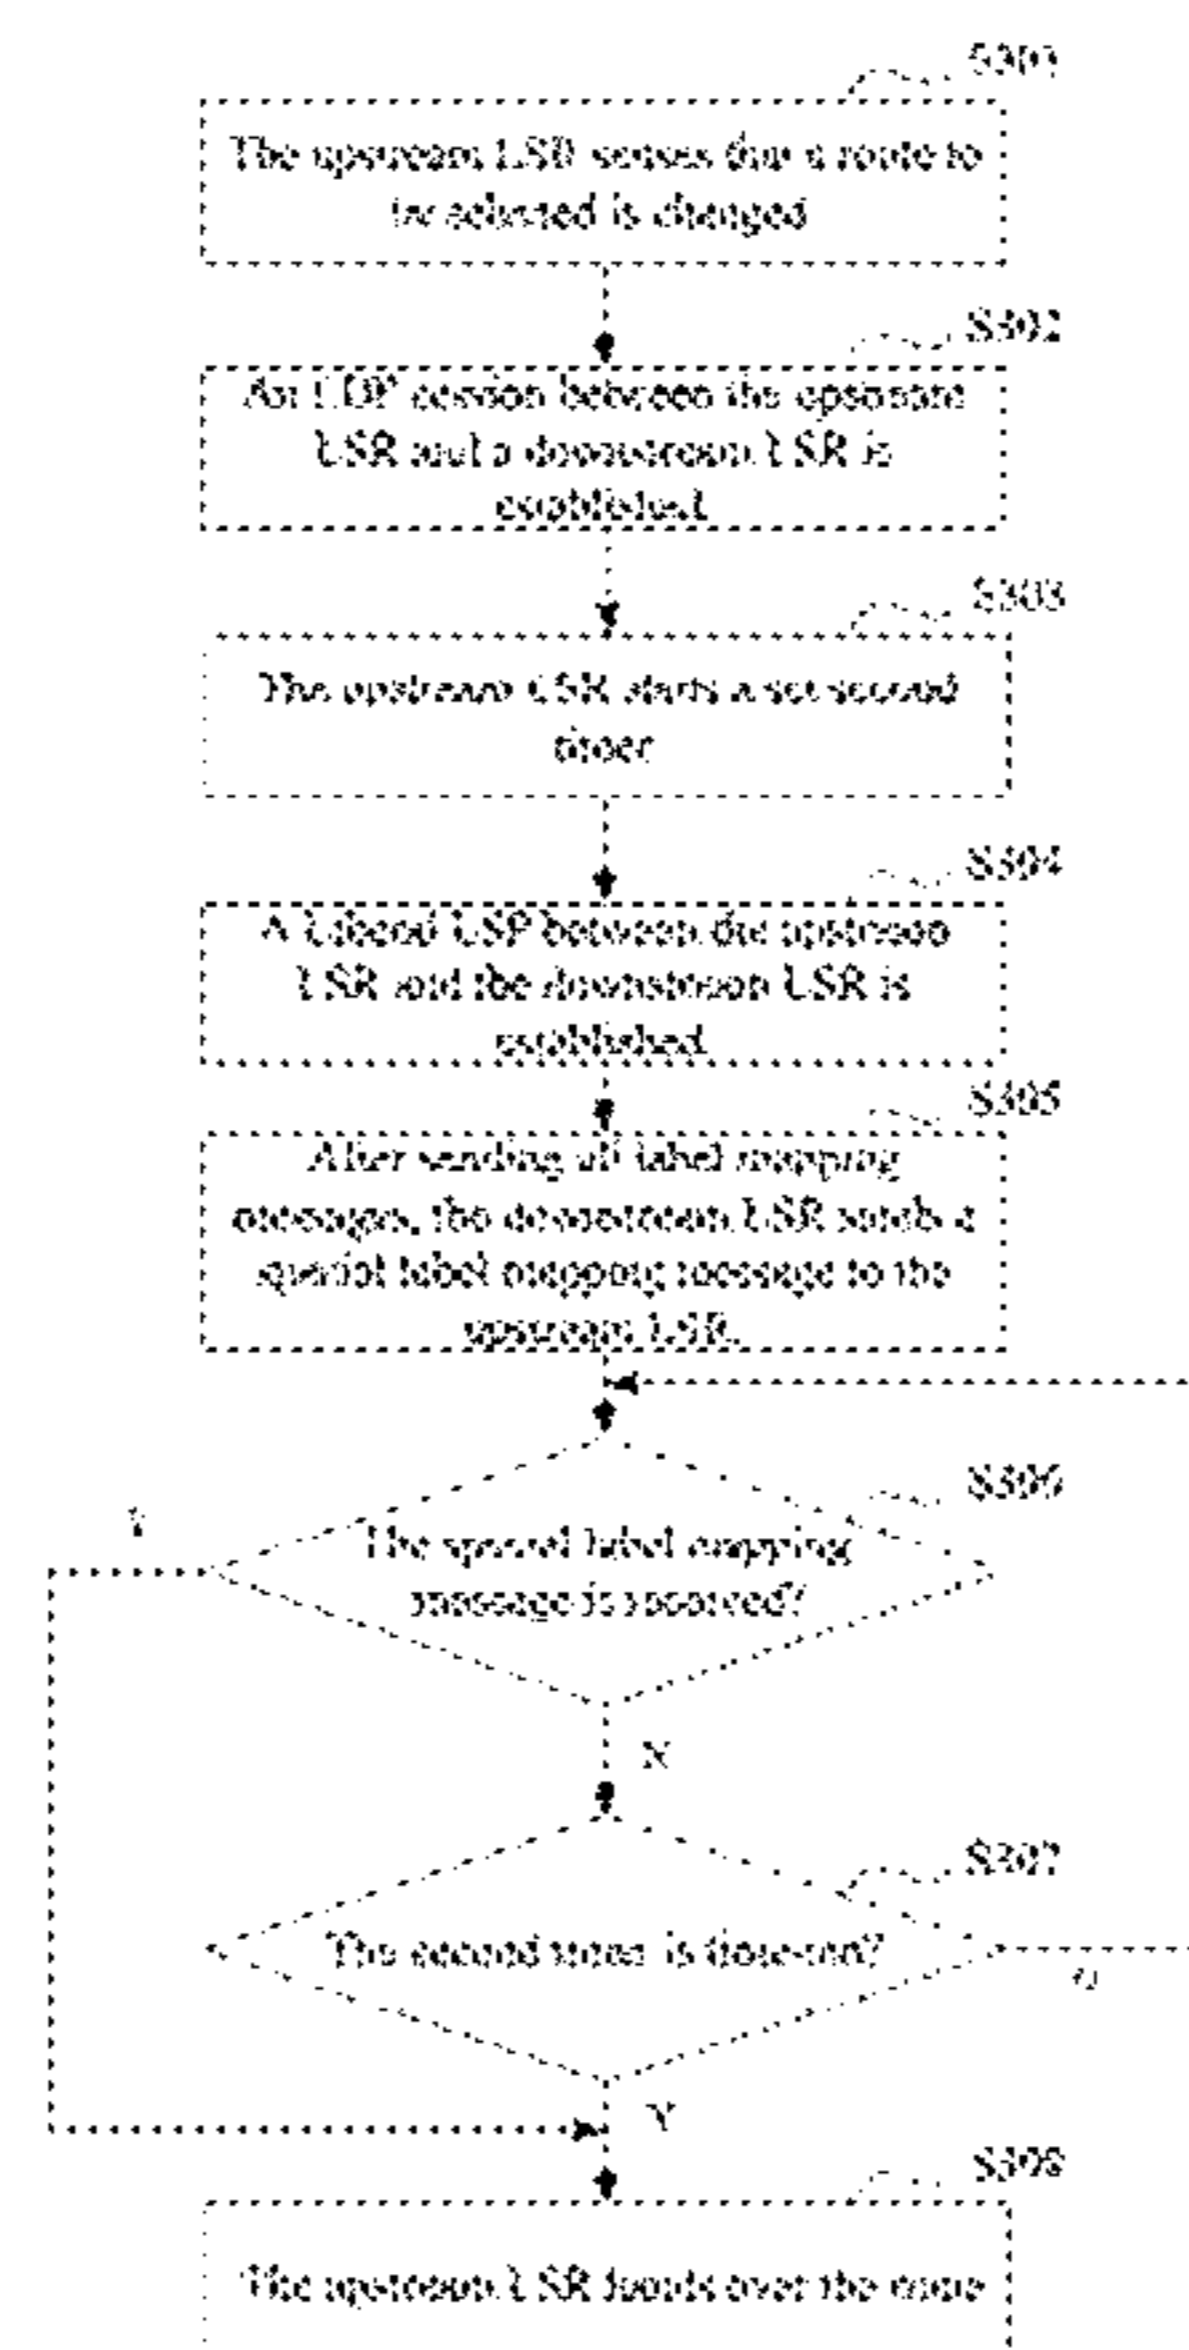 S301
The upstream LSR senses that a route to
be selected is changed
S302
An LDP session between the upstream
LSR and a downstream LSR is
established
S303
The upstream LSR starts a set second
timer
S304
A Liberal LSP between the upstream
LSR and the downstream LSR is
established
S305
After sending all label mapping
messages, the downstream LSR sends a
special label mapping message to the
upstream LSR.
S306
Y
The special label mapping
message is received?
N
S307
The second timer is time-out?
N
Y
S308
The upstream LSR hands over the route